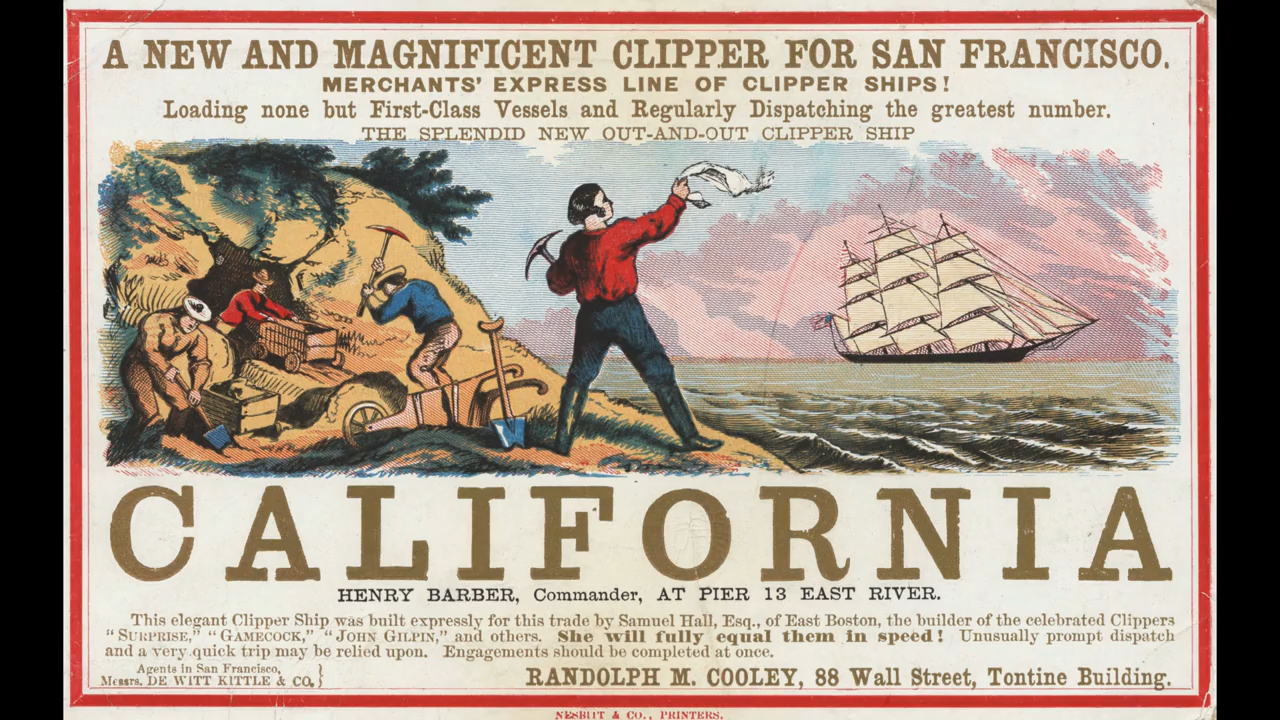 A NEW AND MAGNIFICENT CLIPPER FOR SAN FRANCISCO.
MERCHANTS' EXPRESS LINE OF CLIPPER SHIPS!
Loading none but First-Class Vessels and Regularly Dispatching the greatest number.
THE SPLENDID NEW OUT-AND-OUT CLIPPER SHIP
CALIFORNIA
HENRY BARBER, Commander, AT PIER 13 EAST RIVER.
This elegant Clipper Ship was built expressly for this trade by Samuel Hall, Esq., of East Boston, the builder of the celebrated Clippers
"SURPRISE," "GAMECOCK," "JOHN GILPIN," and others. She will fully equal them in speed! Unusually prompt dispatch
and a very quick trip may be relied upon. Engagements should be completed at once.
Agents in San Francisco,
Messrs. DE WITT KITTLE & CO.}
RANDOLPH M. COOLEY, 88 Wall Street, Tontine Building.
NESBITT & CO., PRINTERS.